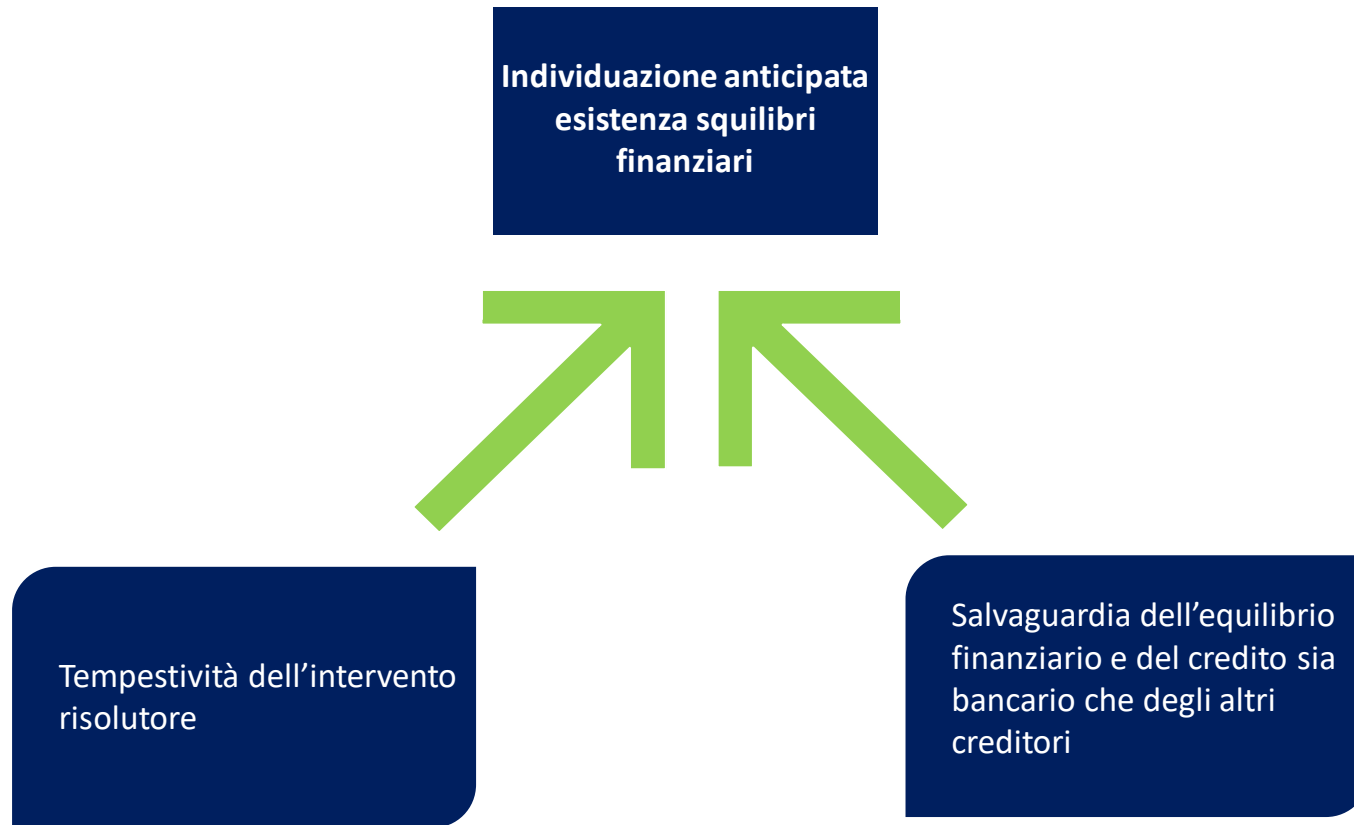 Individuazione anticipata
esistenza squilibri
finanziari
Tempestività dell’intervento
risolutore
Salvaguardia dell’equilibrio
finanziario e del credito sia
bancario che degli altri
creditori